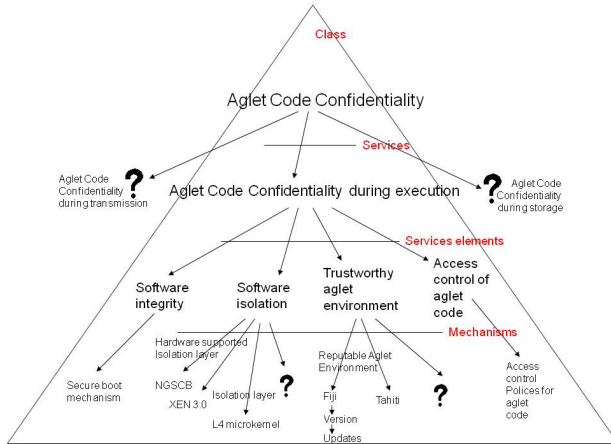 Class
Aglet Code Confidentiality
Services
Aglet Code
Confidentiality
during transmission
?
Aglet Code Confidentiality during execution
?
Aglet Code
Confidentiality
during storage
Services elements
Software
integrity
Software
isolation
Trustworthy
aglet
environment
Access
control of
aglet
code
Mechanisms
Secure boot
mechanism
Hardware supported
Isolation layer
NGSCB
XEN 3.0
Isolation layer
L4 microkernel
?
Reputable Aglet
Environment
Fiji
Version
Updates
Tahiti
?
Access
control
Polices for
aglet
code